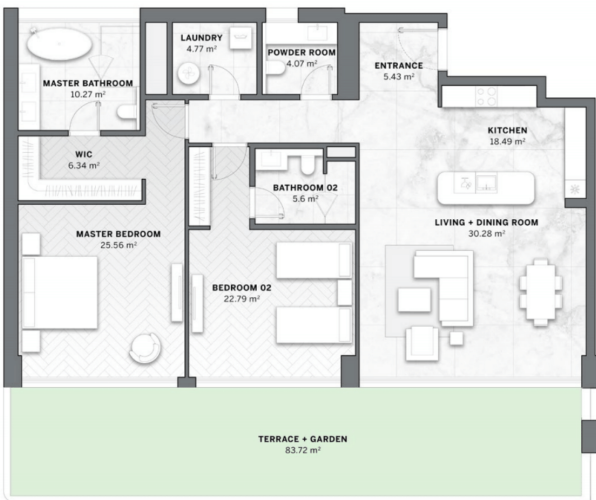 LAUNDRY
4.77 m²
POWDER ROOM
4.07 m²
ENTRANCE
5.43 m²
MASTER BATHROOM
10.27 m²
KITCHEN
18.49 m²
WIC
6.34 m²
BATHROOM 02
5.6 m²
LIVING + DINING ROOM
30.28 m²
MASTER BEDROOM
25.56 m²
BEDROOM 02
22.79 m²
TERRACE + GARDEN
83.72 m²